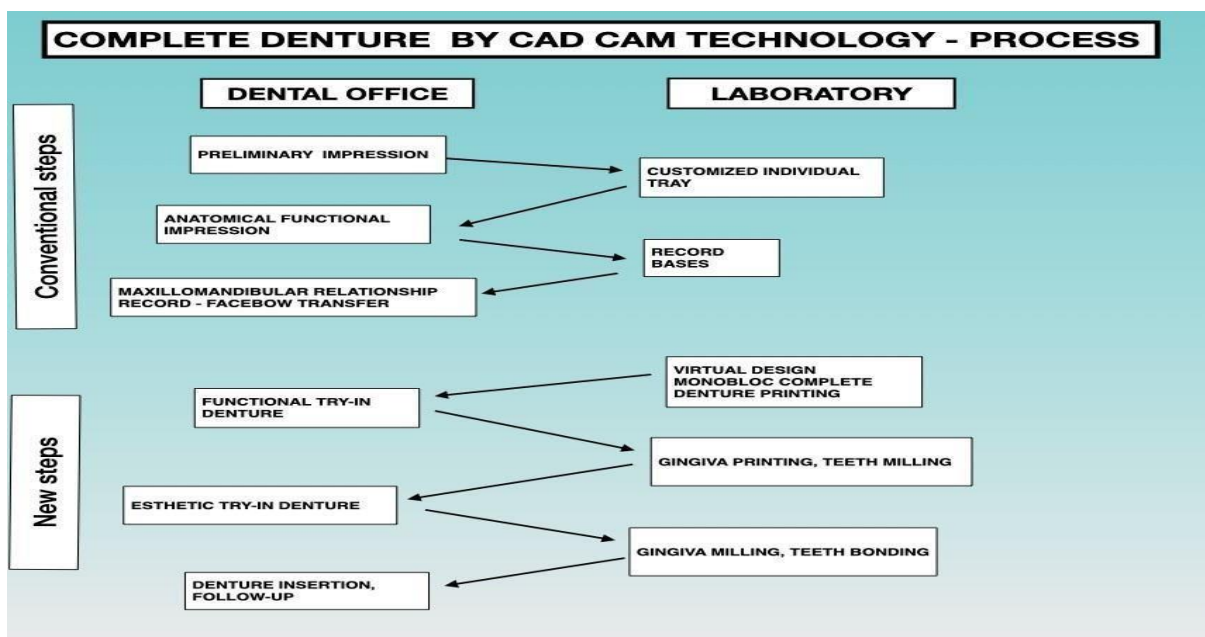 COMPLETE DENTURE BY CAD CAM TECHNOLOGY - PROCESS
DENTAL OFFICE
LABORATORY
Conventional steps
PRELIMINARY IMPRESSION
CUSTOMIZED INDIVIDUAL
TRAY
ANATOMICAL FUNCTIONAL
IMPRESSION
RECORD
BASES
MAXILLOMANDIBULAR RELATIONSHIP
RECORD - FACEBOW TRANSFER
New steps
VIRTUAL DESIGN
MONOBLOC COMPLETE
DENTURE PRINTING
FUNCTIONAL TRY-IN
DENTURE
GINGIVA PRINTING, TEETH MILLING
ESTHETIC TRY-IN DENTURE
GINGIVA MILLING, TEETH BONDING
DENTURE INSERTION,
FOLLOW-UP